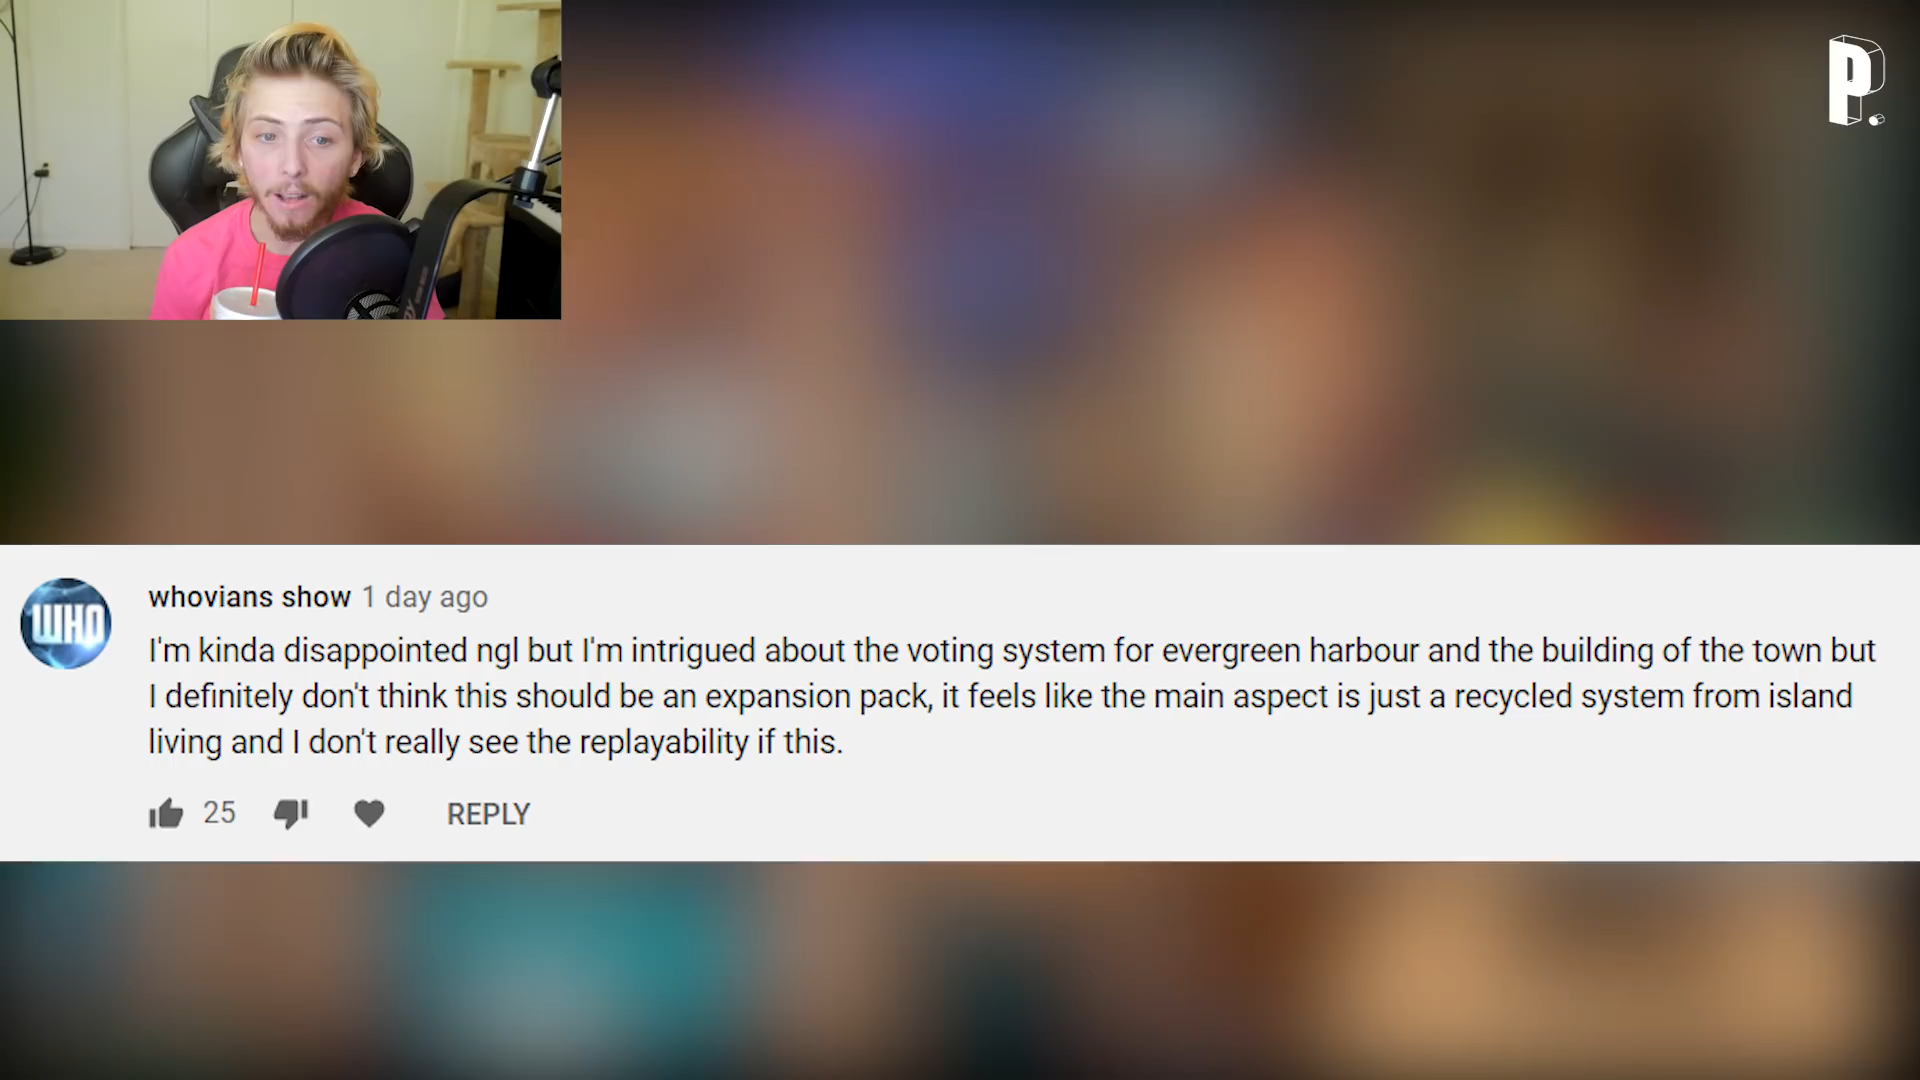 P.
WHO
whovians show 1 day ago
I'm kinda disappointed ngl but I'm intrigued about the voting system for evergreen harbour and the building of the town but
I definitely don't think this should be an expansion pack, it feels like the main aspect is just a recycled system from island
living and I don't really see the replayability if this.
25 REPLY